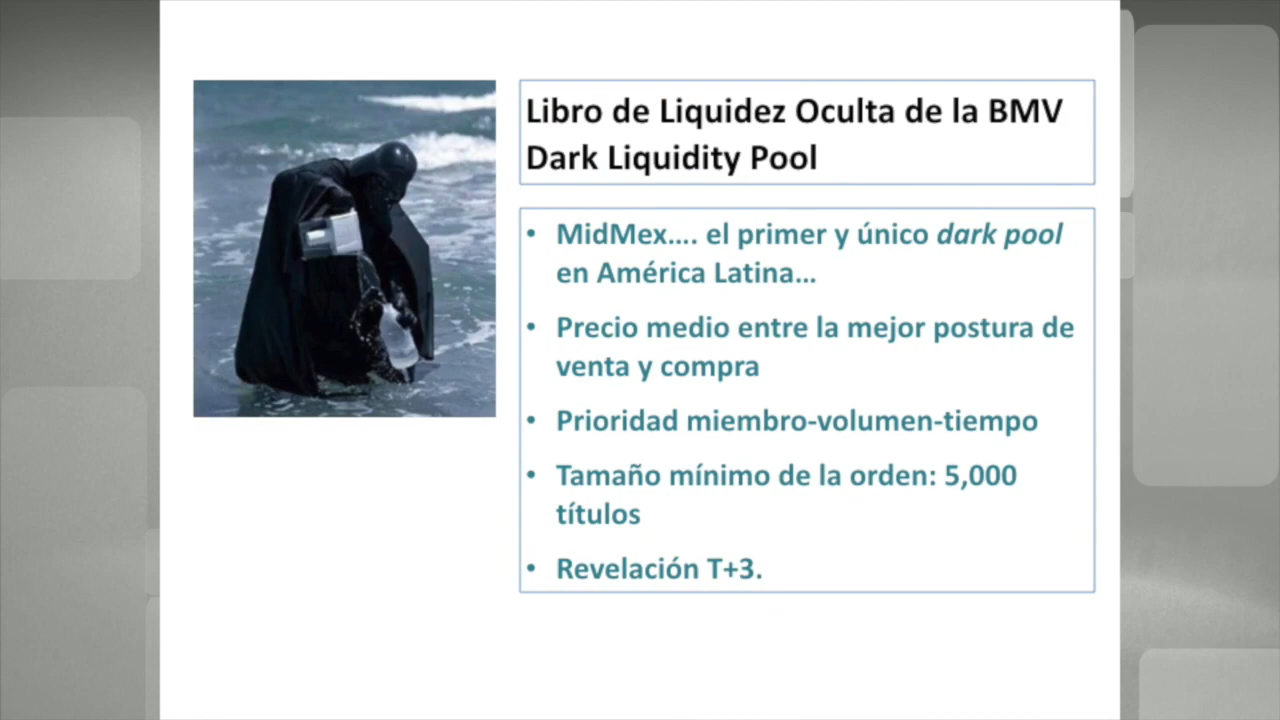 Libro de Liquidez Oculta de la BMV
Dark Liquidity Pool
• MidMex…. el primer y único dark pool
en América Latina…
• Precio medio entre la mejor postura de
venta y compra
• Prioridad miembro-volumen-tiempo
• Tamaño mínimo de la orden: 5,000
títulos
• Revelación T+3.